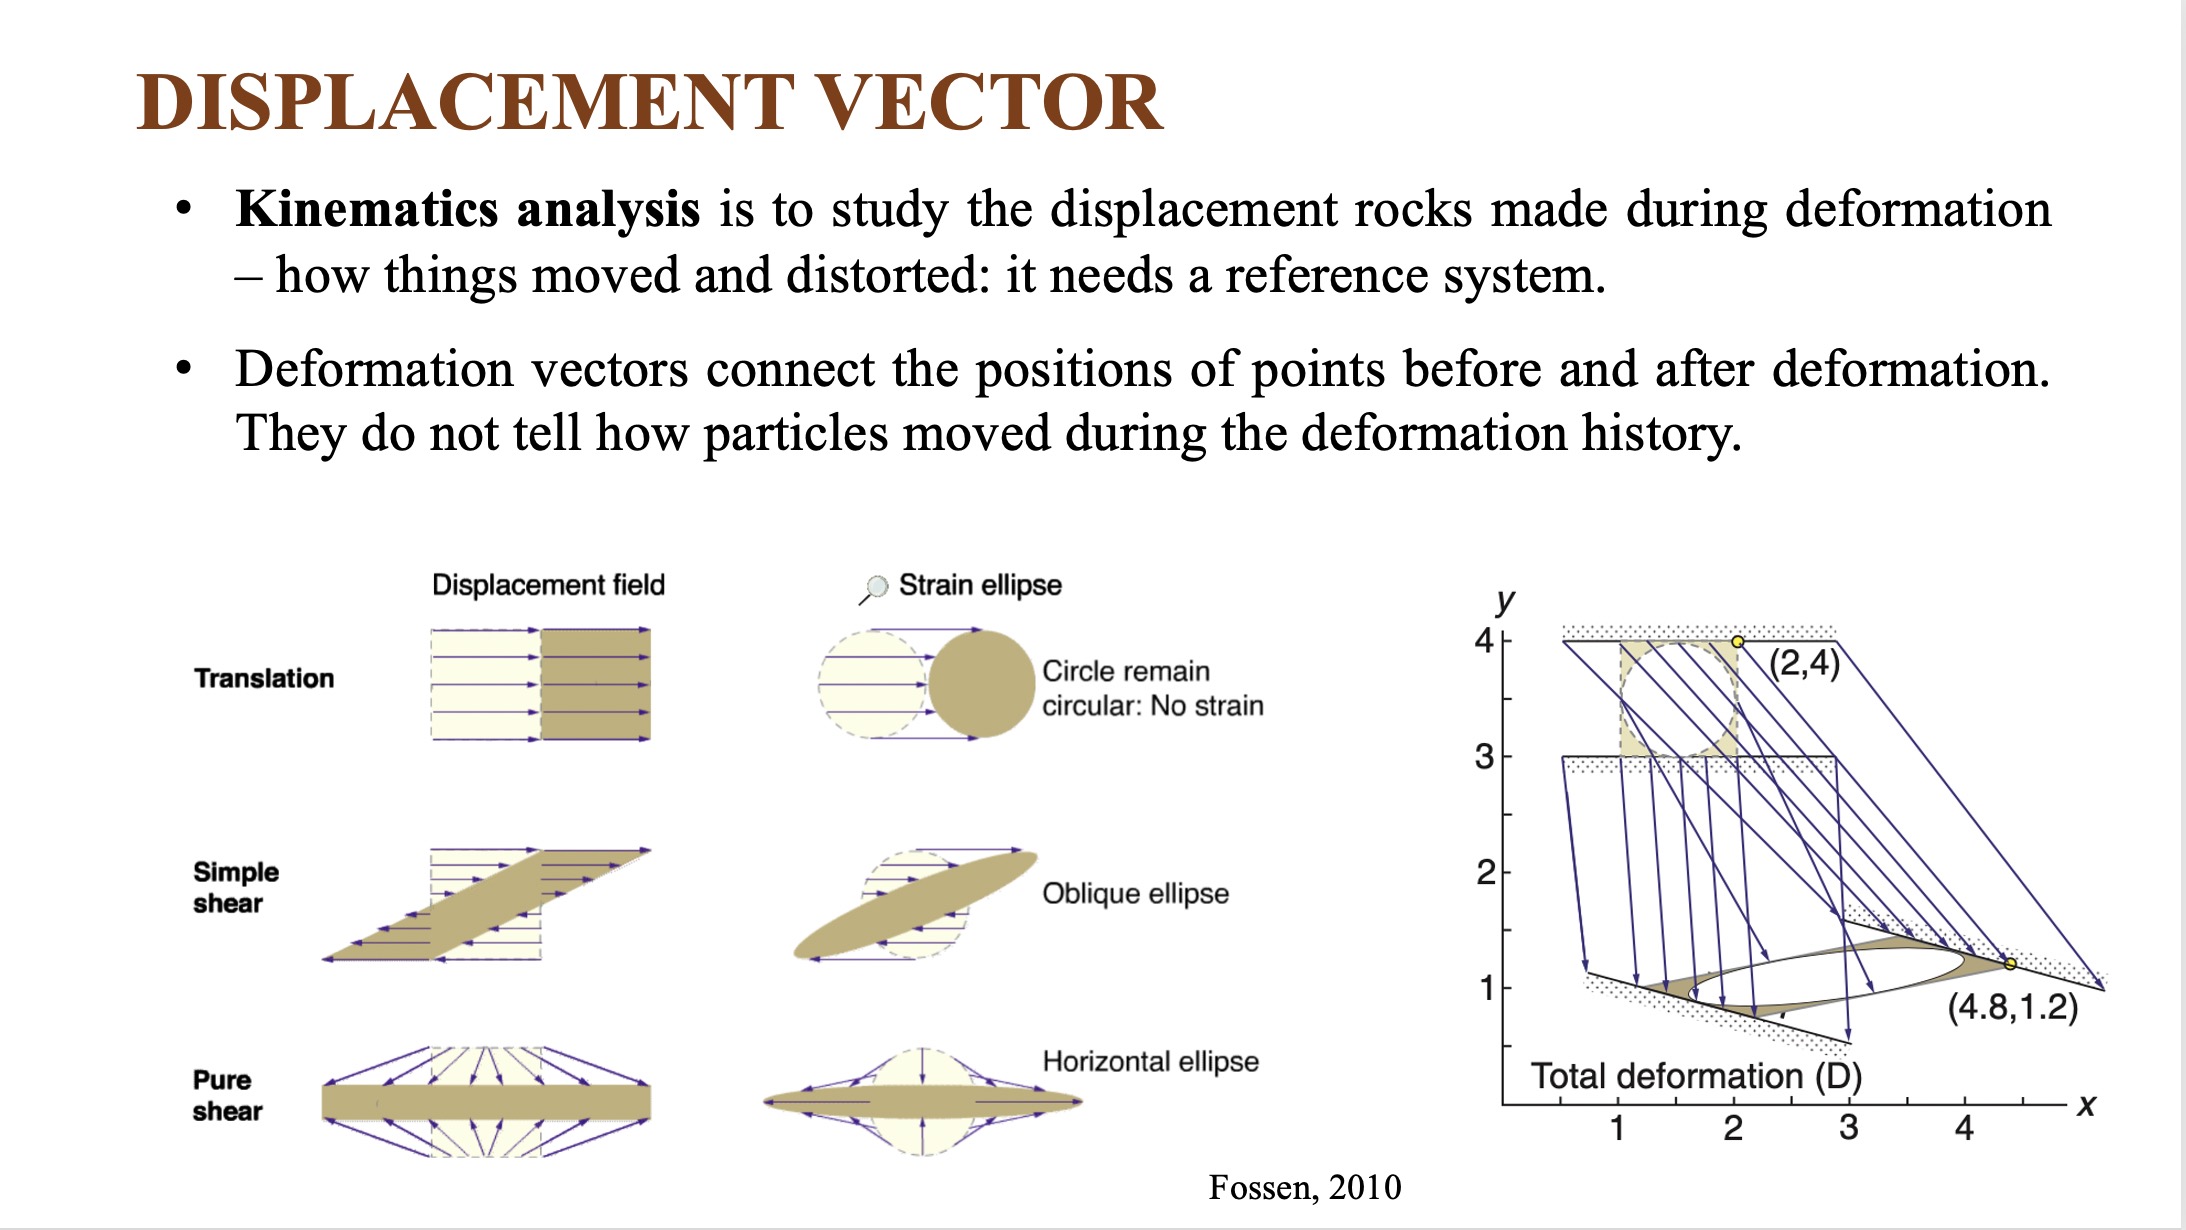 DISPLACEMENT VECTOR
• Kinematics analysis is to study the displacement rocks made during deformation
– how things moved and distorted: it needs a reference system.
• Deformation vectors connect the positions of points before and after deformation.
They do not tell how particles moved during the deformation history.
Displacement field
Strain ellipse
Translation
Circle remain
circular: No strain
Simple
shear
Oblique ellipse
Pure
shear
Horizontal ellipse
y
4
(2,4)
3
2
1
(4.8,1.2)
Total deformation (D)
x
1 2 3 4
Fossen, 2010